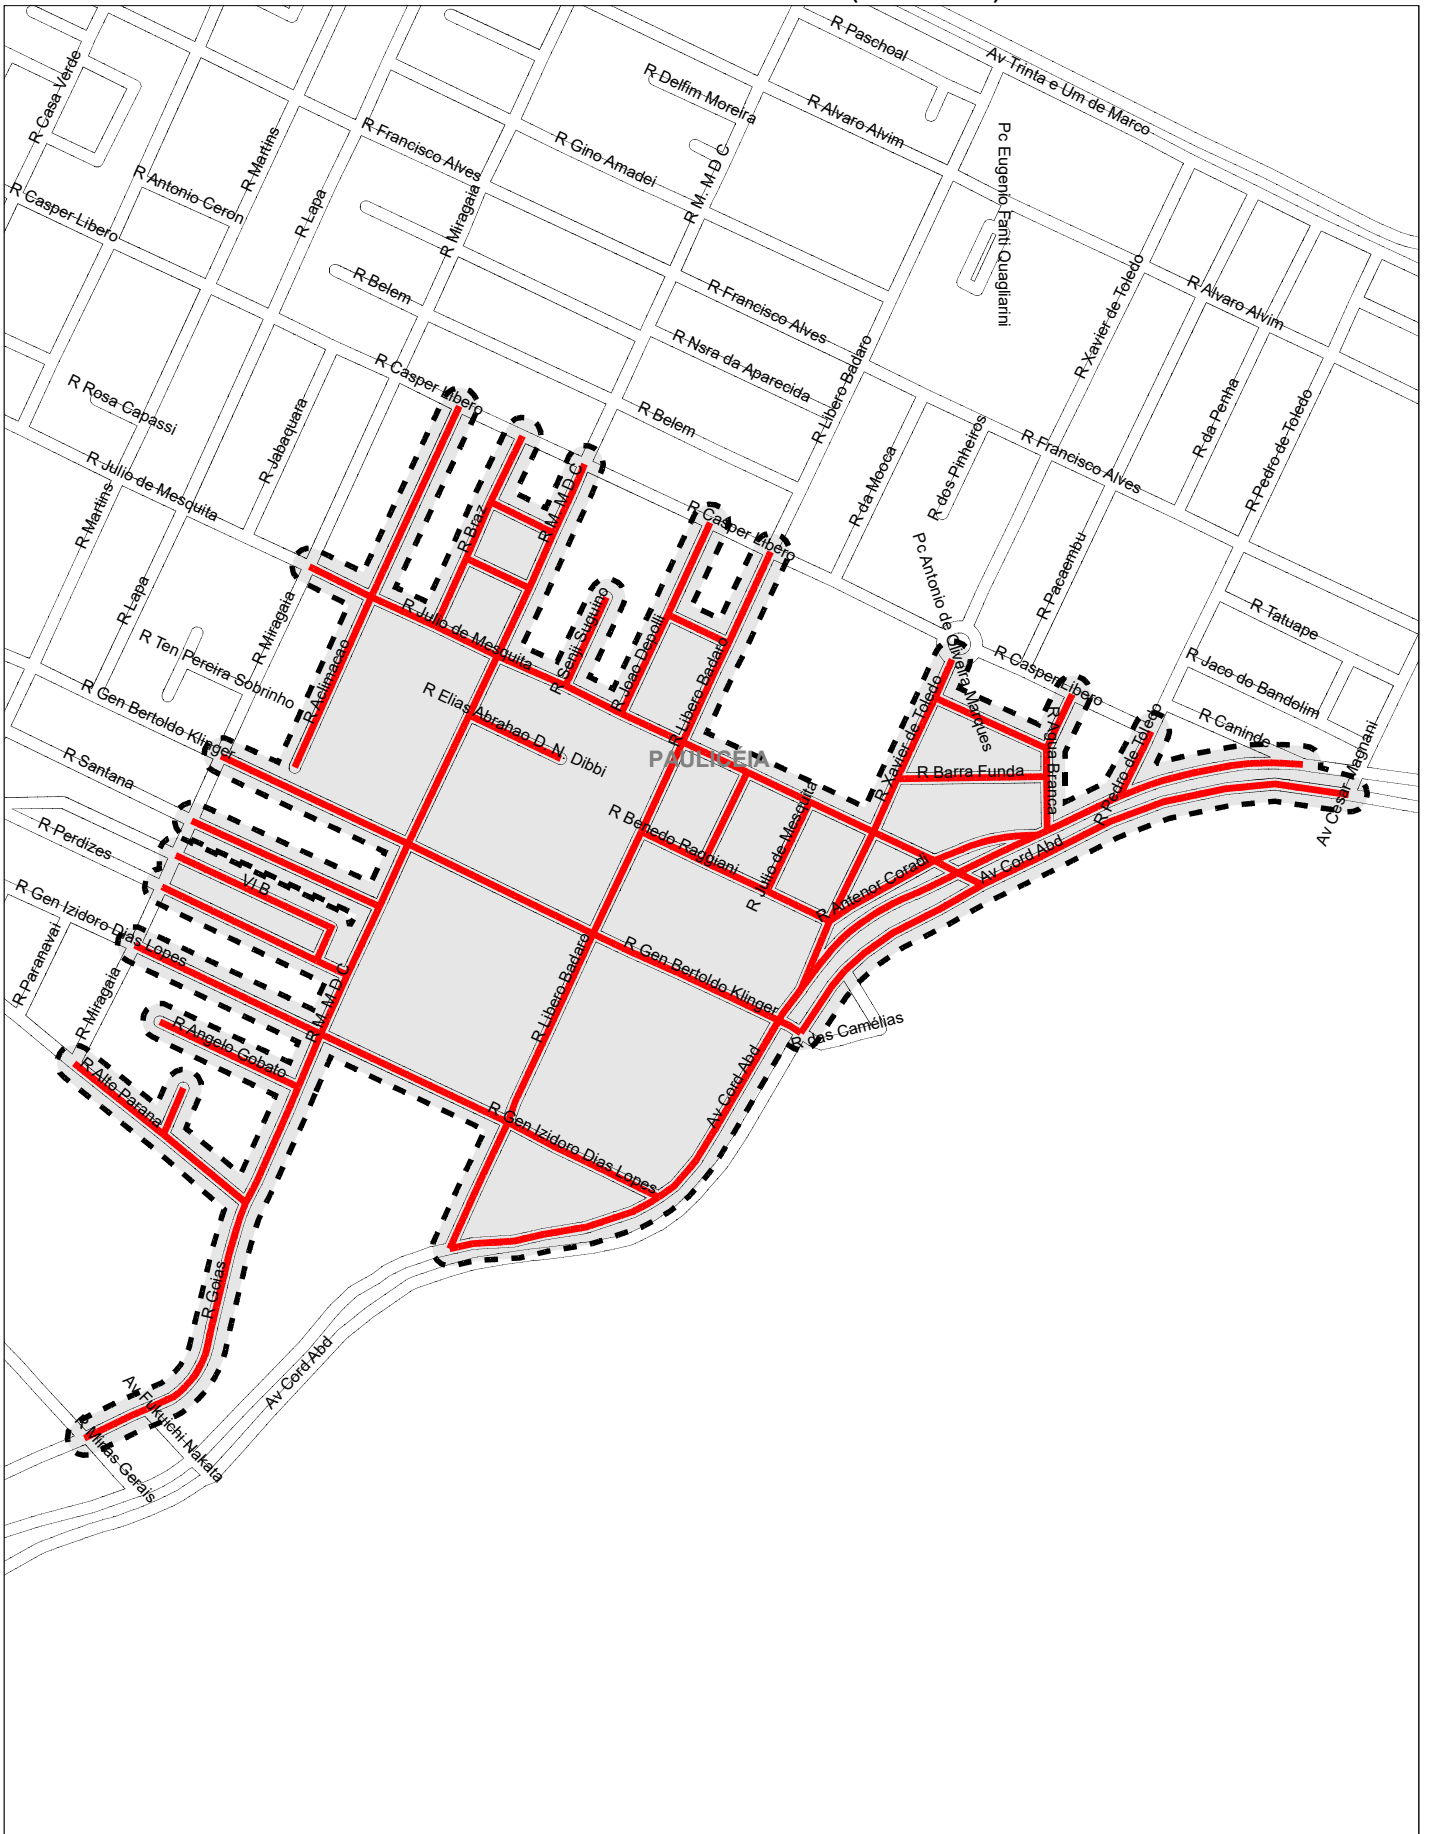 R Paschoal
Av Trinta e Um de Marco
R Casa Verde
R Delfim Moreira
R Alvaro Alvim
R Martins
R Francisco Alves
R Gino Amadei
R M. M D C
Pc Eugenio Fanti Quagliarini
R Antonio Ceron
R Casper Libero
R Lapa
R Miragaia
R Belem
R Francisco Alves
R Xavier de Toledo
R Alvaro Alvim
R Nsra da Aparecida
R Libero Badaro
R Casper Libero
R Rosa Capassi
R Jabaquara
R Belem
R da Mooca
R dos Pinheiros
R Francisco Alves
R da Penha
R Pedro de Toledo
R Julio de Mesquita
R Martins
R Braz
R M. M D C
R Casper Libero
Pc Antonio de Oliveira Marques
R Pacaembu
R Lapa
R Miragaia
R Julio de Mesquita
R Senji Suguino
R Joao Depolli
R Libero Badaro
R Tatuape
R Ten Pereira Sobrinho
R Aclimacao
R Casper Libero
R Jaco do Bandolim
R Gen Bertoldo Klinger
R Elias Abrahao D. N. Dibbi
R Xavier de Toledo
R Agua Branca
R Pedro de Toledo
R Caninde
R Santana
PAULICEIA
R Barra Funda
Av Cesar Magnani
R Perdizes
R Benedo Raggiani
R Julio de Mesquita
Av Cord Abd
VI B
R Antenor Coradi
R Gen Izidoro Dias Lopes
R Paranavai
R Miragaia
R M. M D C
R Libero Badaro
R Gen Bertoldo Klinger
R das Camélias
R Angelo Gobato
R Alto Parana
Av Cord Abd
R Gen Izidoro Dias Lopes
R Goias
Av Cord Abd
Av Fukuichi Nakata
R Minas Gerais